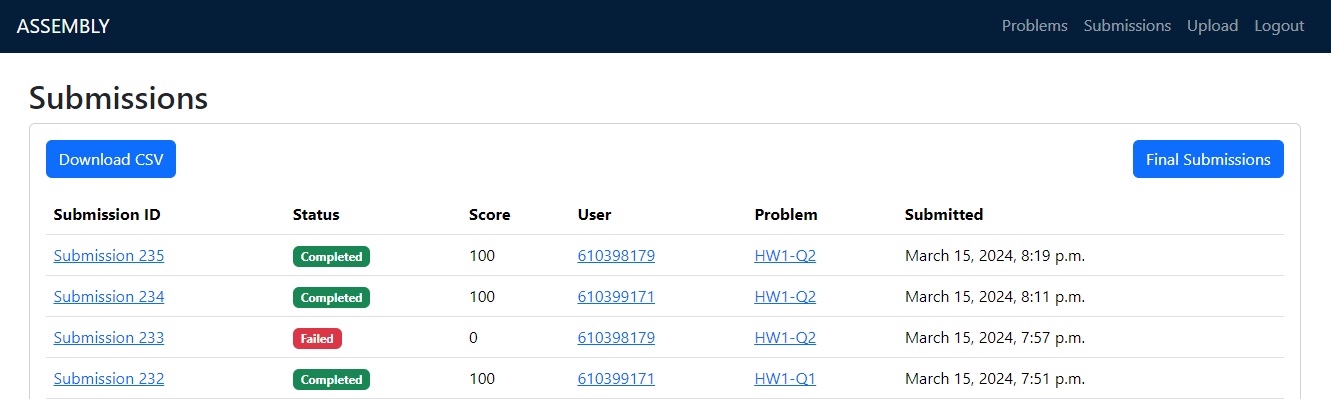 ASSEMBLY Problems Submissions Upload Logout
Submissions
Download CSV Final Submissions
Submission ID Status Score User Problem Submitted
Submission 235 Completed 100 610398179 HW1-Q2 March 15, 2024, 8:19 p.m.
Submission 234 Completed 100 610399171 HW1-Q2 March 15, 2024, 8:11 p.m.
Submission 233 Failed 0 610398179 HW1-Q2 March 15, 2024, 7:57 p.m.
Submission 232 Completed 100 610399171 HW1-Q1 March 15, 2024, 7:51 p.m.